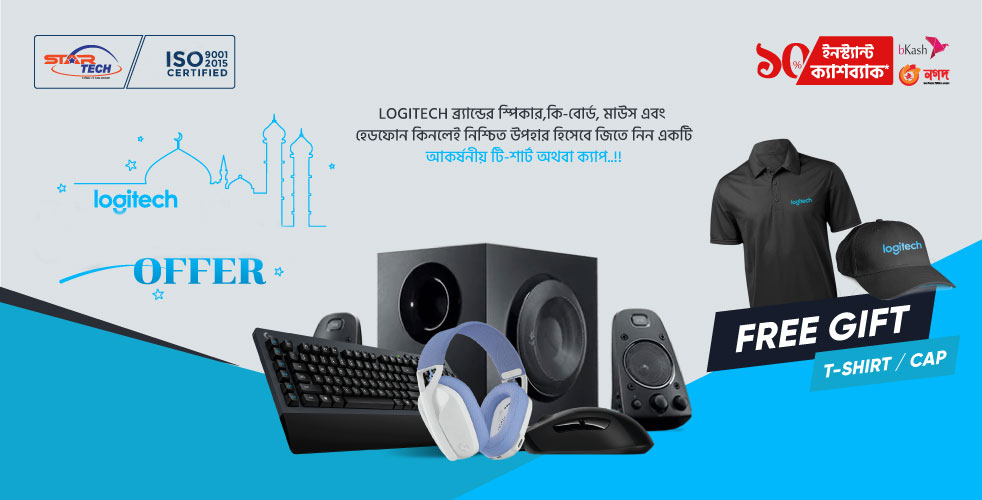 STAR TECH
ISO 9001 2015 CERTIFIED
১০% ইনস্ট্যান্ট ক্যাশব্যাক*
bKash
নগদ
LOGITECH ব্র্যান্ডের স্পিকার,কি-বোর্ড, মাউস এবং
হেডফোন কিনলেই নিশ্চিত উপহার হিসেবে জিতে নিন একটি
আকর্ষনীয় টি-শার্ট অথবা ক্যাপ..!!
logitech
OFFER
logitech
logitech
FREE GIFT
T-SHIRT / CAP